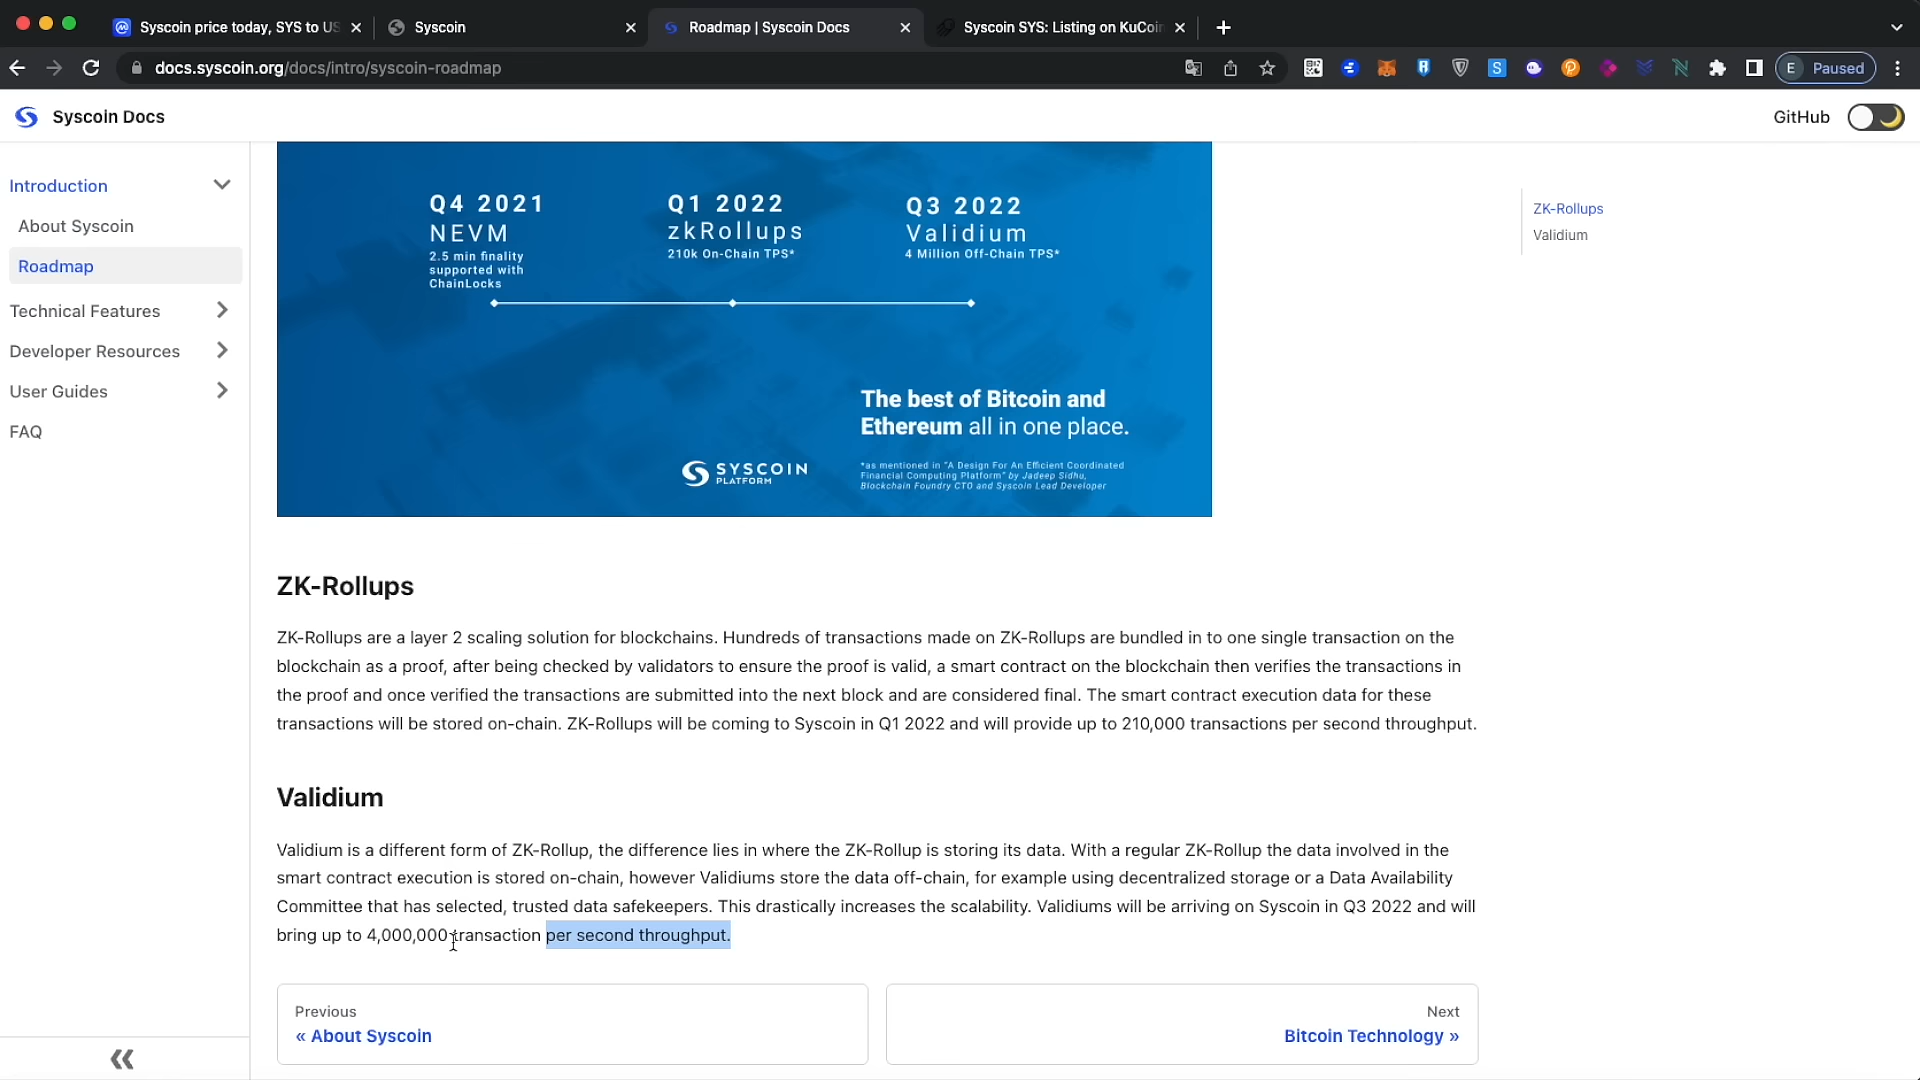 Syscoin price today, SYS to US
Syscoin
Roadmap | Syscoin Docs
Syscoin SYS: Listing on KuCoin
docs.syscoin.org/docs/intro/syscoin-roadmap
E Paused
Syscoin Docs
GitHub
Introduction
About Syscoin
Roadmap
Technical Features
Developer Resources
User Guides
FAQ
Q4 2021
NEVM
2.5 min finality
supported with
ChainLocks
Q1 2022
zkRollups
210k On-Chain TPS*
Q3 2022
Validium
4 Million Off-Chain TPS*
The best of Bitcoin and
Ethereum all in one place.
SYSCOIN
PLATFORM
*as mentioned in "A Design For An Efficient Coordinated
Financial Computing Platform" by Jadeep Sidhu,
Blockchain Foundry CTO and Syscoin Lead Developer
ZK-Rollups
Validium
ZK-Rollups
ZK-Rollups are a layer 2 scaling solution for blockchains. Hundreds of transactions made on ZK-Rollups are bundled in to one single transaction on the
blockchain as a proof, after being checked by validators to ensure the proof is valid, a smart contract on the blockchain then verifies the transactions in
the proof and once verified the transactions are submitted into the next block and are considered final. The smart contract execution data for these
transactions will be stored on-chain. ZK-Rollups will be coming to Syscoin in Q1 2022 and will provide up to 210,000 transactions per second throughput.
Validium
Validium is a different form of ZK-Rollup, the difference lies in where the ZK-Rollup is storing its data. With a regular ZK-Rollup the data involved in the
smart contract execution is stored on-chain, however Validiums store the data off-chain, for example using decentralized storage or a Data Availability
Committee that has selected, trusted data safekeepers. This drastically increases the scalability. Validiums will be arriving on Syscoin in Q3 2022 and will
bring up to 4,000,000 transaction per second throughput.
Previous
« About Syscoin
Next
Bitcoin Technology »